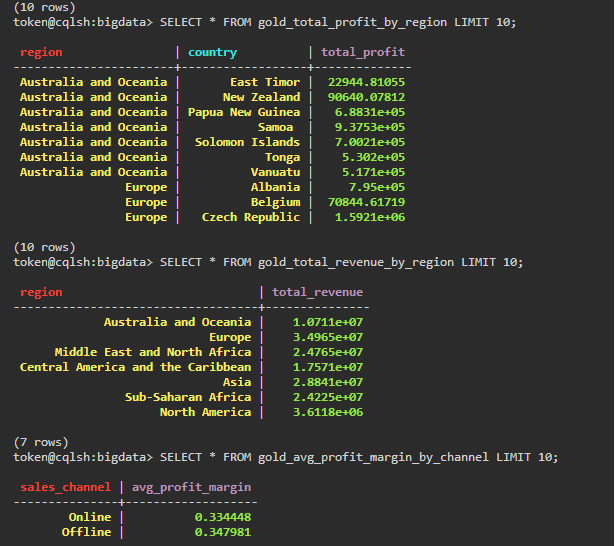 (10 rows)
token@cqlsh:bigdata> SELECT * FROM gold_total_profit_by_region LIMIT 10;
region | country | total_profit
-----------------------+------------------+--------------
Australia and Oceania | East Timor | 22944.81055
Australia and Oceania | New Zealand | 90640.07812
Australia and Oceania | Papua New Guinea | 6.8831e+05
Australia and Oceania | Samoa | 9.3753e+05
Australia and Oceania | Solomon Islands | 7.0021e+05
Australia and Oceania | Tonga | 5.302e+05
Australia and Oceania | Vanuatu | 5.171e+05
Europe | Albania | 7.95e+05
Europe | Belgium | 70844.61719
Europe | Czech Republic | 1.5921e+06
(10 rows)
token@cqlsh:bigdata> SELECT * FROM gold_total_revenue_by_region LIMIT 10;
region | total_revenue
-----------------------------------+---------------
Australia and Oceania | 1.0711e+07
Europe | 3.4965e+07
Middle East and North Africa | 2.4765e+07
Central America and the Caribbean | 1.7571e+07
Asia | 2.8841e+07
Sub-Saharan Africa | 2.4225e+07
North America | 3.6118e+06
(7 rows)
token@cqlsh:bigdata> SELECT * FROM gold_avg_profit_margin_by_channel LIMIT 10;
sales_channel | avg_profit_margin
---------------+-------------------
Online | 0.334448
Offline | 0.347981